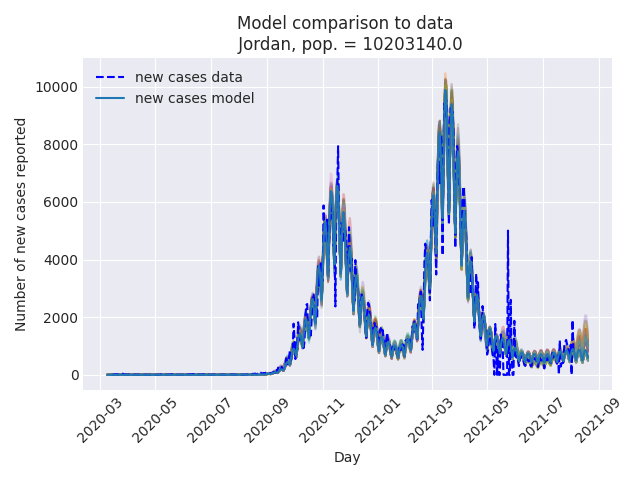 Model comparison to data
Jordan, pop. = 10203140.0
new cases data
new cases model
Number of new cases reported
10000
8000
6000
4000
2000
0
2020-03
2020-05
2020-07
2020-09
2020-11
2021-01
2021-03
2021-05
2021-07
2021-09
Day